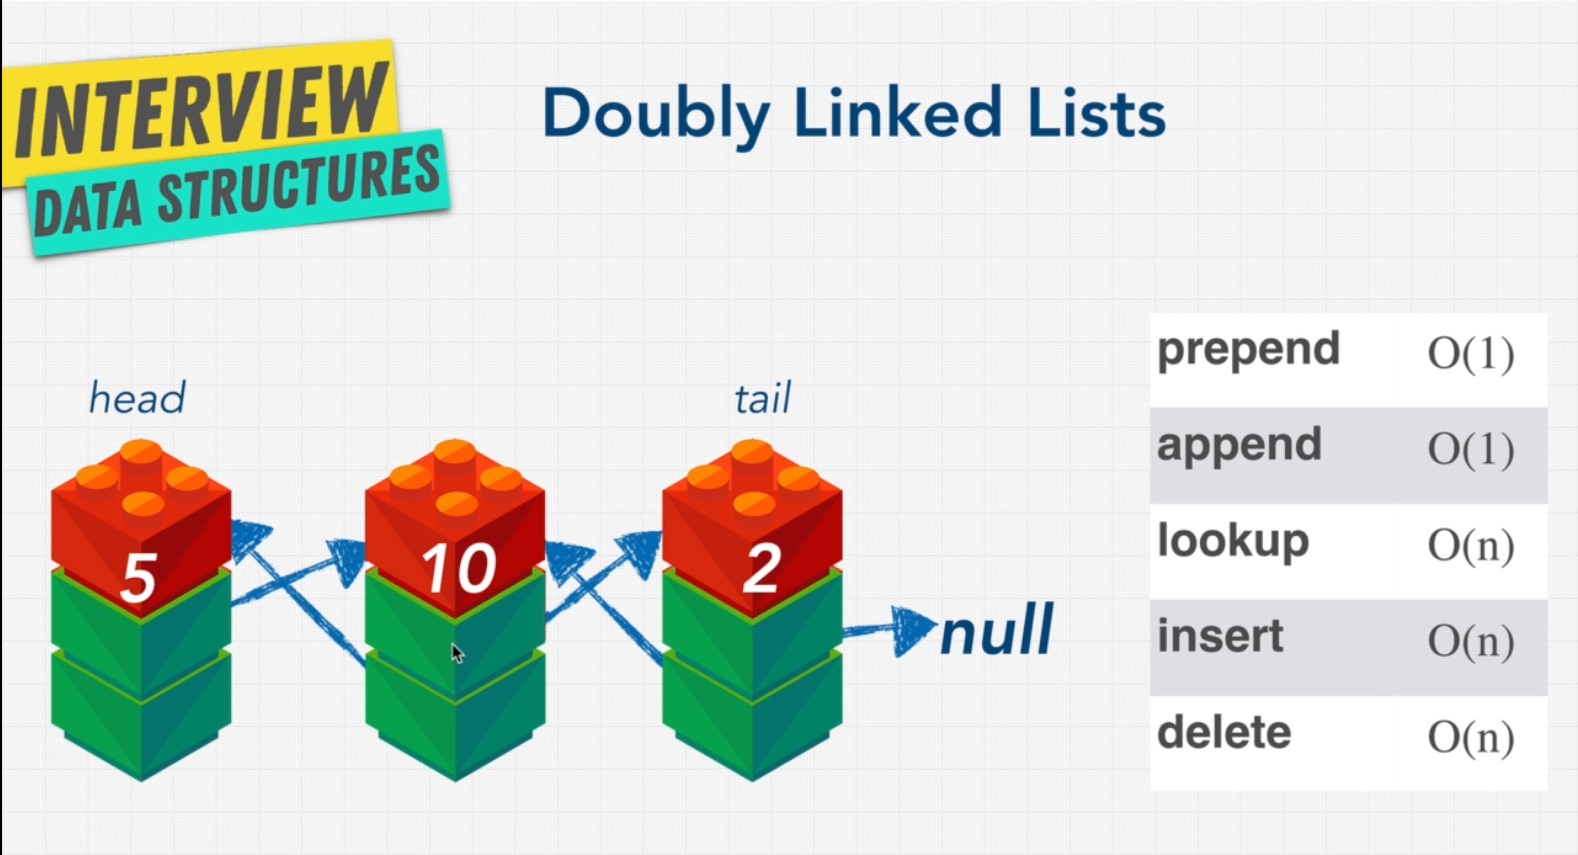 INTERVIEW
DATA STRUCTURES
Doubly Linked Lists
head
tail
5
10
2
null
prepend O(1)
append O(1)
lookup O(n)
insert O(n)
delete O(n)